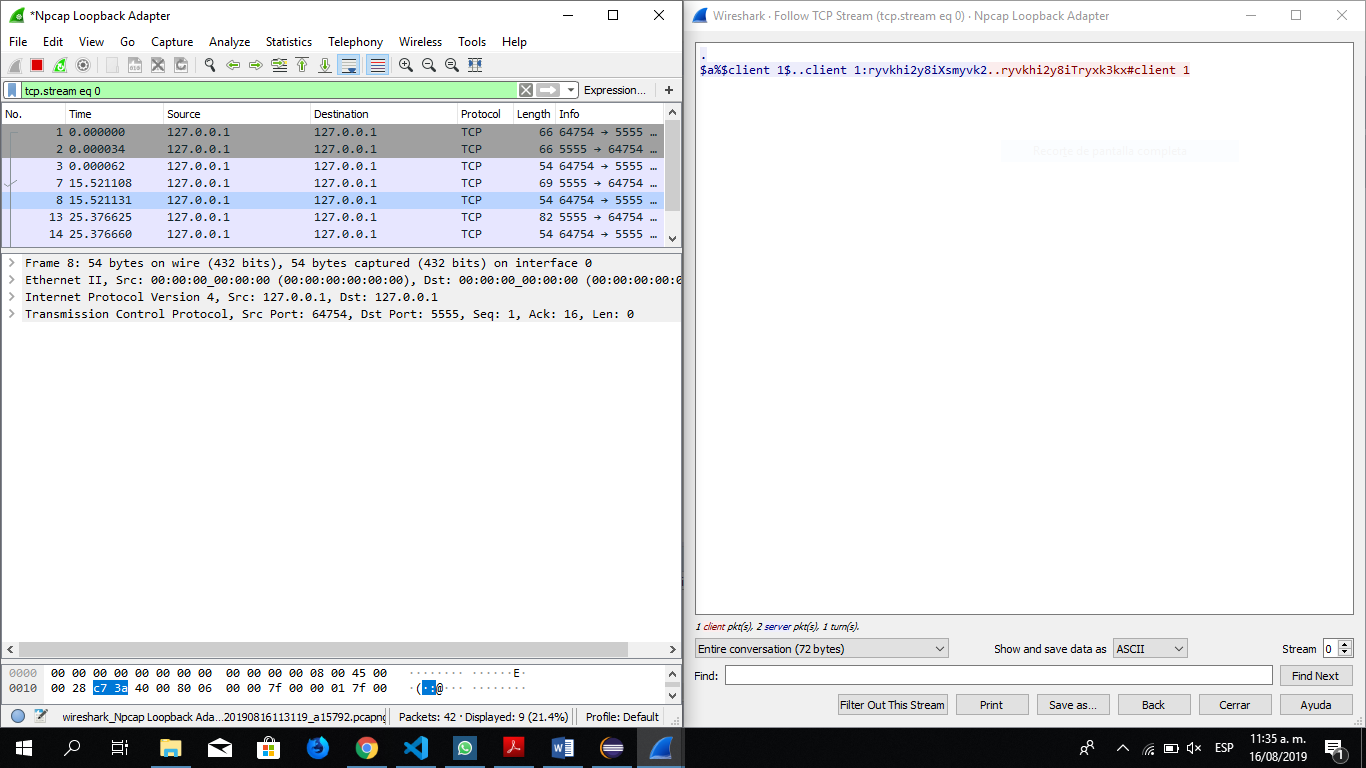 *Npcap Loopback Adapter
File Edit View Go Capture Analyze Statistics Telephony Wireless Tools Help
tcp.stream eq 0
Expression...
No. Time Source Destination Protocol Length Info
1 0.000000 127.0.0.1 127.0.0.1 TCP 66 64754 → 5555 …
2 0.000034 127.0.0.1 127.0.0.1 TCP 66 5555 → 64754 …
3 0.000062 127.0.0.1 127.0.0.1 TCP 54 64754 → 5555 …
7 15.521108 127.0.0.1 127.0.0.1 TCP 69 5555 → 64754 …
8 15.521131 127.0.0.1 127.0.0.1 TCP 54 64754 → 5555 …
13 25.376625 127.0.0.1 127.0.0.1 TCP 82 5555 → 64754 …
14 25.376660 127.0.0.1 127.0.0.1 TCP 54 64754 → 5555 …
Frame 8: 54 bytes on wire (432 bits), 54 bytes captured (432 bits) on interface 0
Ethernet II, Src: 00:00:00_00:00:00 (00:00:00:00:00:00), Dst: 00:00:00_00:00:00 (00:00:00:00:0
Internet Protocol Version 4, Src: 127.0.0.1, Dst: 127.0.0.1
Transmission Control Protocol, Src Port: 64754, Dst Port: 5555, Seq: 1, Ack: 16, Len: 0
0000 00 00 00 00 00 00 00 00 00 00 00 00 08 00 45 00 ········ ······E·
0010 00 28 c7 3a 40 00 80 06 00 00 7f 00 00 01 7f 00 ·(·:@··· ········
wireshark_Npcap Loopback Ada... 20190816113119_a15792.pcapng
Packets: 42 · Displayed: 9 (21.4%)
Profile: Default
Wireshark · Follow TCP Stream (tcp.stream eq 0) · Npcap Loopback Adapter
.
$a%$client 1$..client 1:ryvkhi2y8iXsmyvk2..ryvkhi2y8iTryxk3kx#client 1
Recorte de pantalla completa
1 client pkt(s), 2 server pkt(s), 1 turn(s).
Entire conversation (72 bytes)
Show and save data as ASCII
Stream 0
Find:
Find Next
Filter Out This Stream
Print
Save as...
Back
Cerrar
Ayuda
ESP
11:35 a. m.
16/08/2019
1